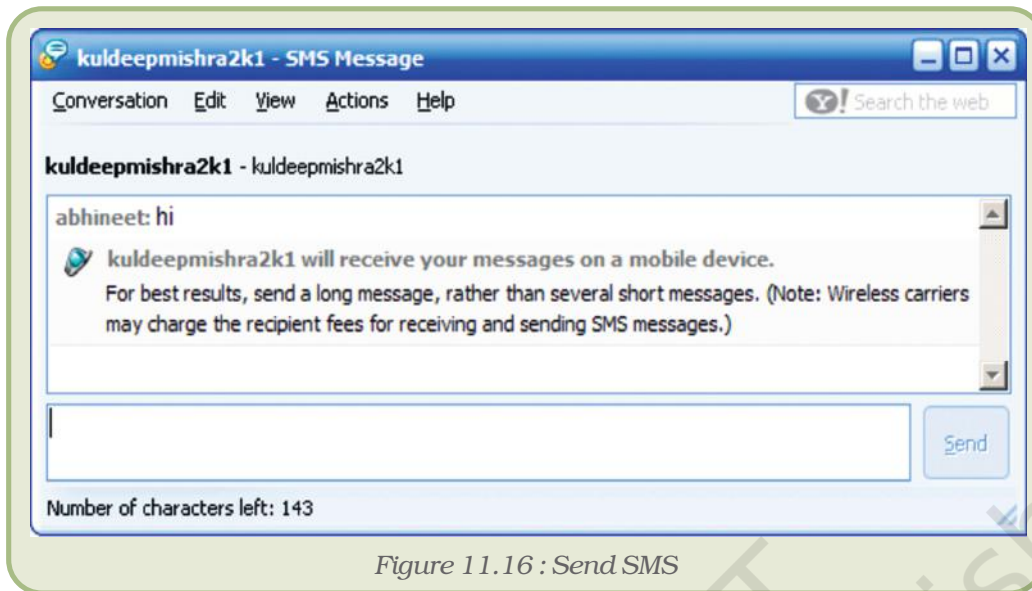 kuldeepmishra2k1 - SMS Message
Conversation Edit View Actions Help
Y! Search the web
kuldeepmishra2k1 - kuldeepmishra2k1
abhineet: hi
kuldeepmishra2k1 will receive your messages on a mobile device.
For best results, send a long message, rather than several short messages. (Note: Wireless carriers
may charge the recipient fees for receiving and sending SMS messages.)
Send
Number of characters left: 143
Figure 11.16 : Send SMS